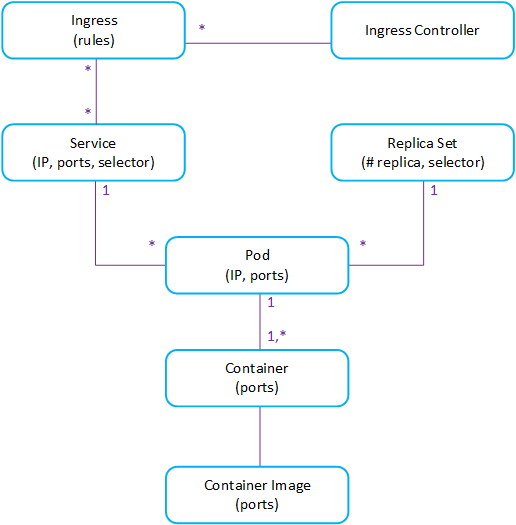 Ingress
(rules)
*
Ingress Controller
*
*
Service
(IP, ports, selector)
Replica Set
(# replica, selector)
1
1
*
*
Pod
(IP, ports)
1
1,*
Container
(ports)
Container Image
(ports)